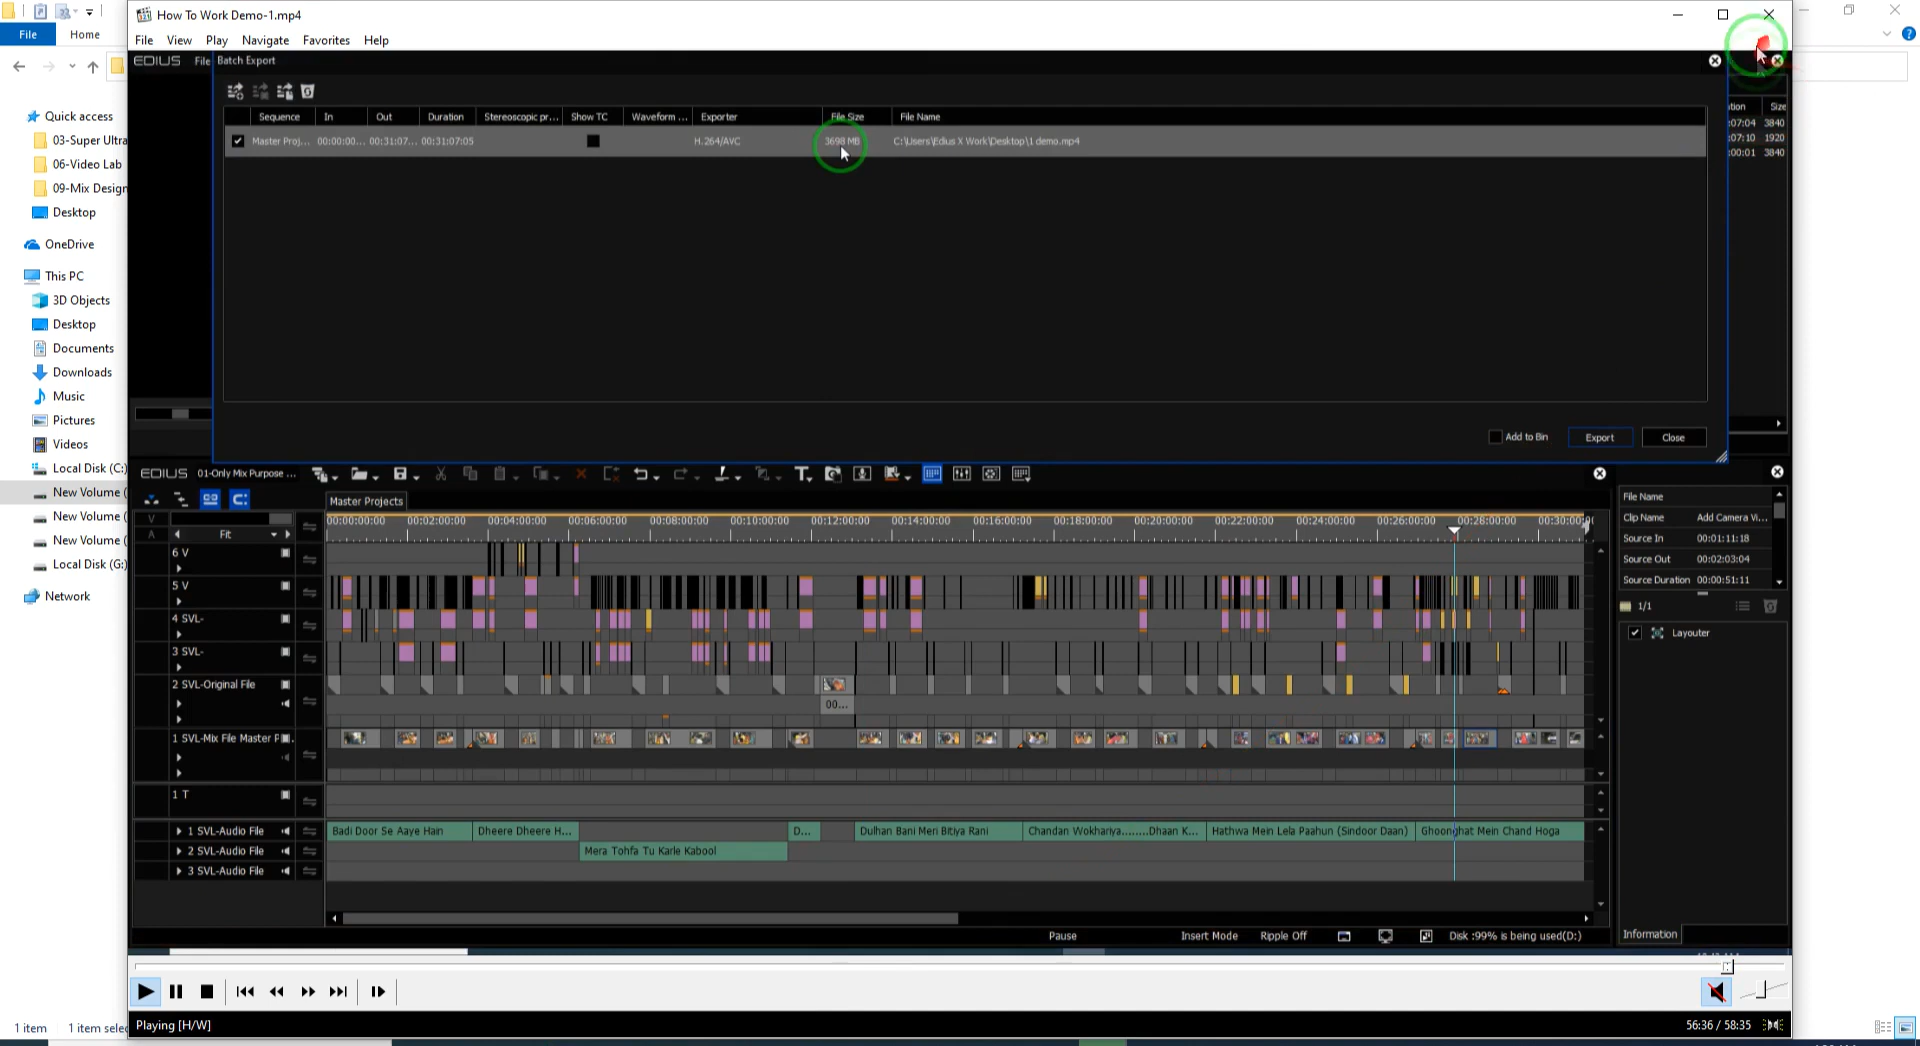 How To Work Demo-1.mp4
File
Home
File View Play Navigate Favorites Help
EDIUS File Batch Export
Sequence In Out Duration Stereoscopic pr... Show TC Waveform ... Exporter File Size File Name
Master Proj... 00:00:00... 00:31:07... 00:31:07:05 H.264/AVC 3698 MB C:\Users\Edius X Work\Desktop\1 demo.mp4
tion Size
:07:04 3840
:07:10 1920
:00:01 3840
Quick access
03-Super Ultra
06-Video Lab
09-Mix Design
Desktop
OneDrive
This PC
3D Objects
Desktop
Documents
Downloads
Music
Pictures
Videos
Local Disk (C:)
New Volume (
New Volume (
New Volume (
Local Disk (G:)
Network
Add to Bin Export Close
EDIUS 01-Only Mix Purpose ...
Master Projects
00:00:00:00 00:02:00:00 00:04:00:00 00:06:00:00 00:08:00:00 00:10:00:00 00:12:00:00 00:14:00:00 00:16:00:00 00:18:00:00 00:20:00:00 00:22:00:00 00:24:00:00 00:26:00:00 00:28:00:00 00:30:00:0(
V
A
Fit
6 V
5 V
4 SVL-
3 SVL-
2 SVL-Original File
00...
1 SVL-Mix File Master P
1 T
1 SVL-Audio File Badi Door Se Aaye Hain Dheere Dheere H... D... Dulhan Bani Meri Bitiya Rani Chandan Wokhariya........Dhaan K... Hathwa Mein Lela Paahun (Sindoor Daan) Ghoonghat Mein Chand Hoga
2 SVL-Audio File Mera Tohfa Tu Karle Kabool
3 SVL-Audio File
File Name
Clip Name Add Camera Vi...
Source In 00:01:11:18
Source Out 00:02:03:04
Source Duration 00:00:51:11
1/1
Layouter
Information
Pause Insert Mode Ripple Off Disk :99% is being used(D:)
Playing [H/W] 56:36 / 58:35
1 item 1 item selec